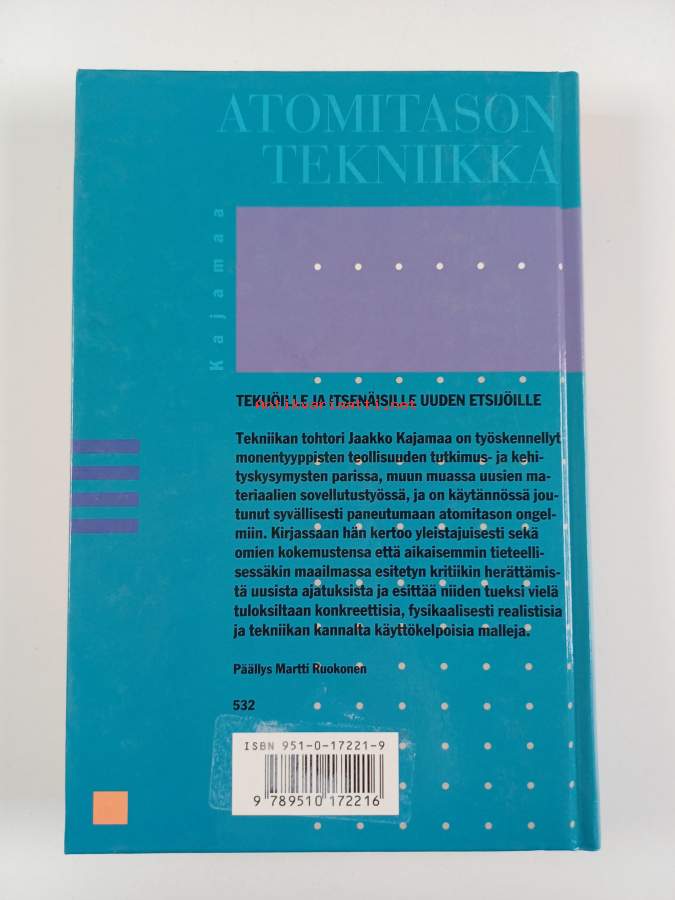 ATOMITASON
TEKNIIKKA
Kajamaa
TEKIJÖILLE JA ITSENÄISILLE UUDEN ETSIJÖILLE
Antikvariaatti.net
Tekniikan tohtori Jaakko Kajamaa on työskennellyt
monentyyppisten teollisuuden tutkimus- ja kehi-
tyskysymysten parissa, muun muassa uusien ma-
teriaalien sovellutustyössä, ja on käytännössä jou-
tunut syvällisesti paneutumaan atomitason ongel-
miin. Kirjassaan hän kertoo yleistajuisesti sekä
omien kokemustensa että aikaisemmin tieteelli-
sessäkin maailmassa esitetyn kritiikin herättämis-
tä uusista ajatuksista ja esittää niiden tueksi vielä
tuloksiltaan konkreettisia, fysikaalisesti realistisia
ja tekniikan kannalta käyttökelpoisia malleja.
Päällys Martti Ruokonen
532
ISBN 951-0-17221-9
9 789510 172216